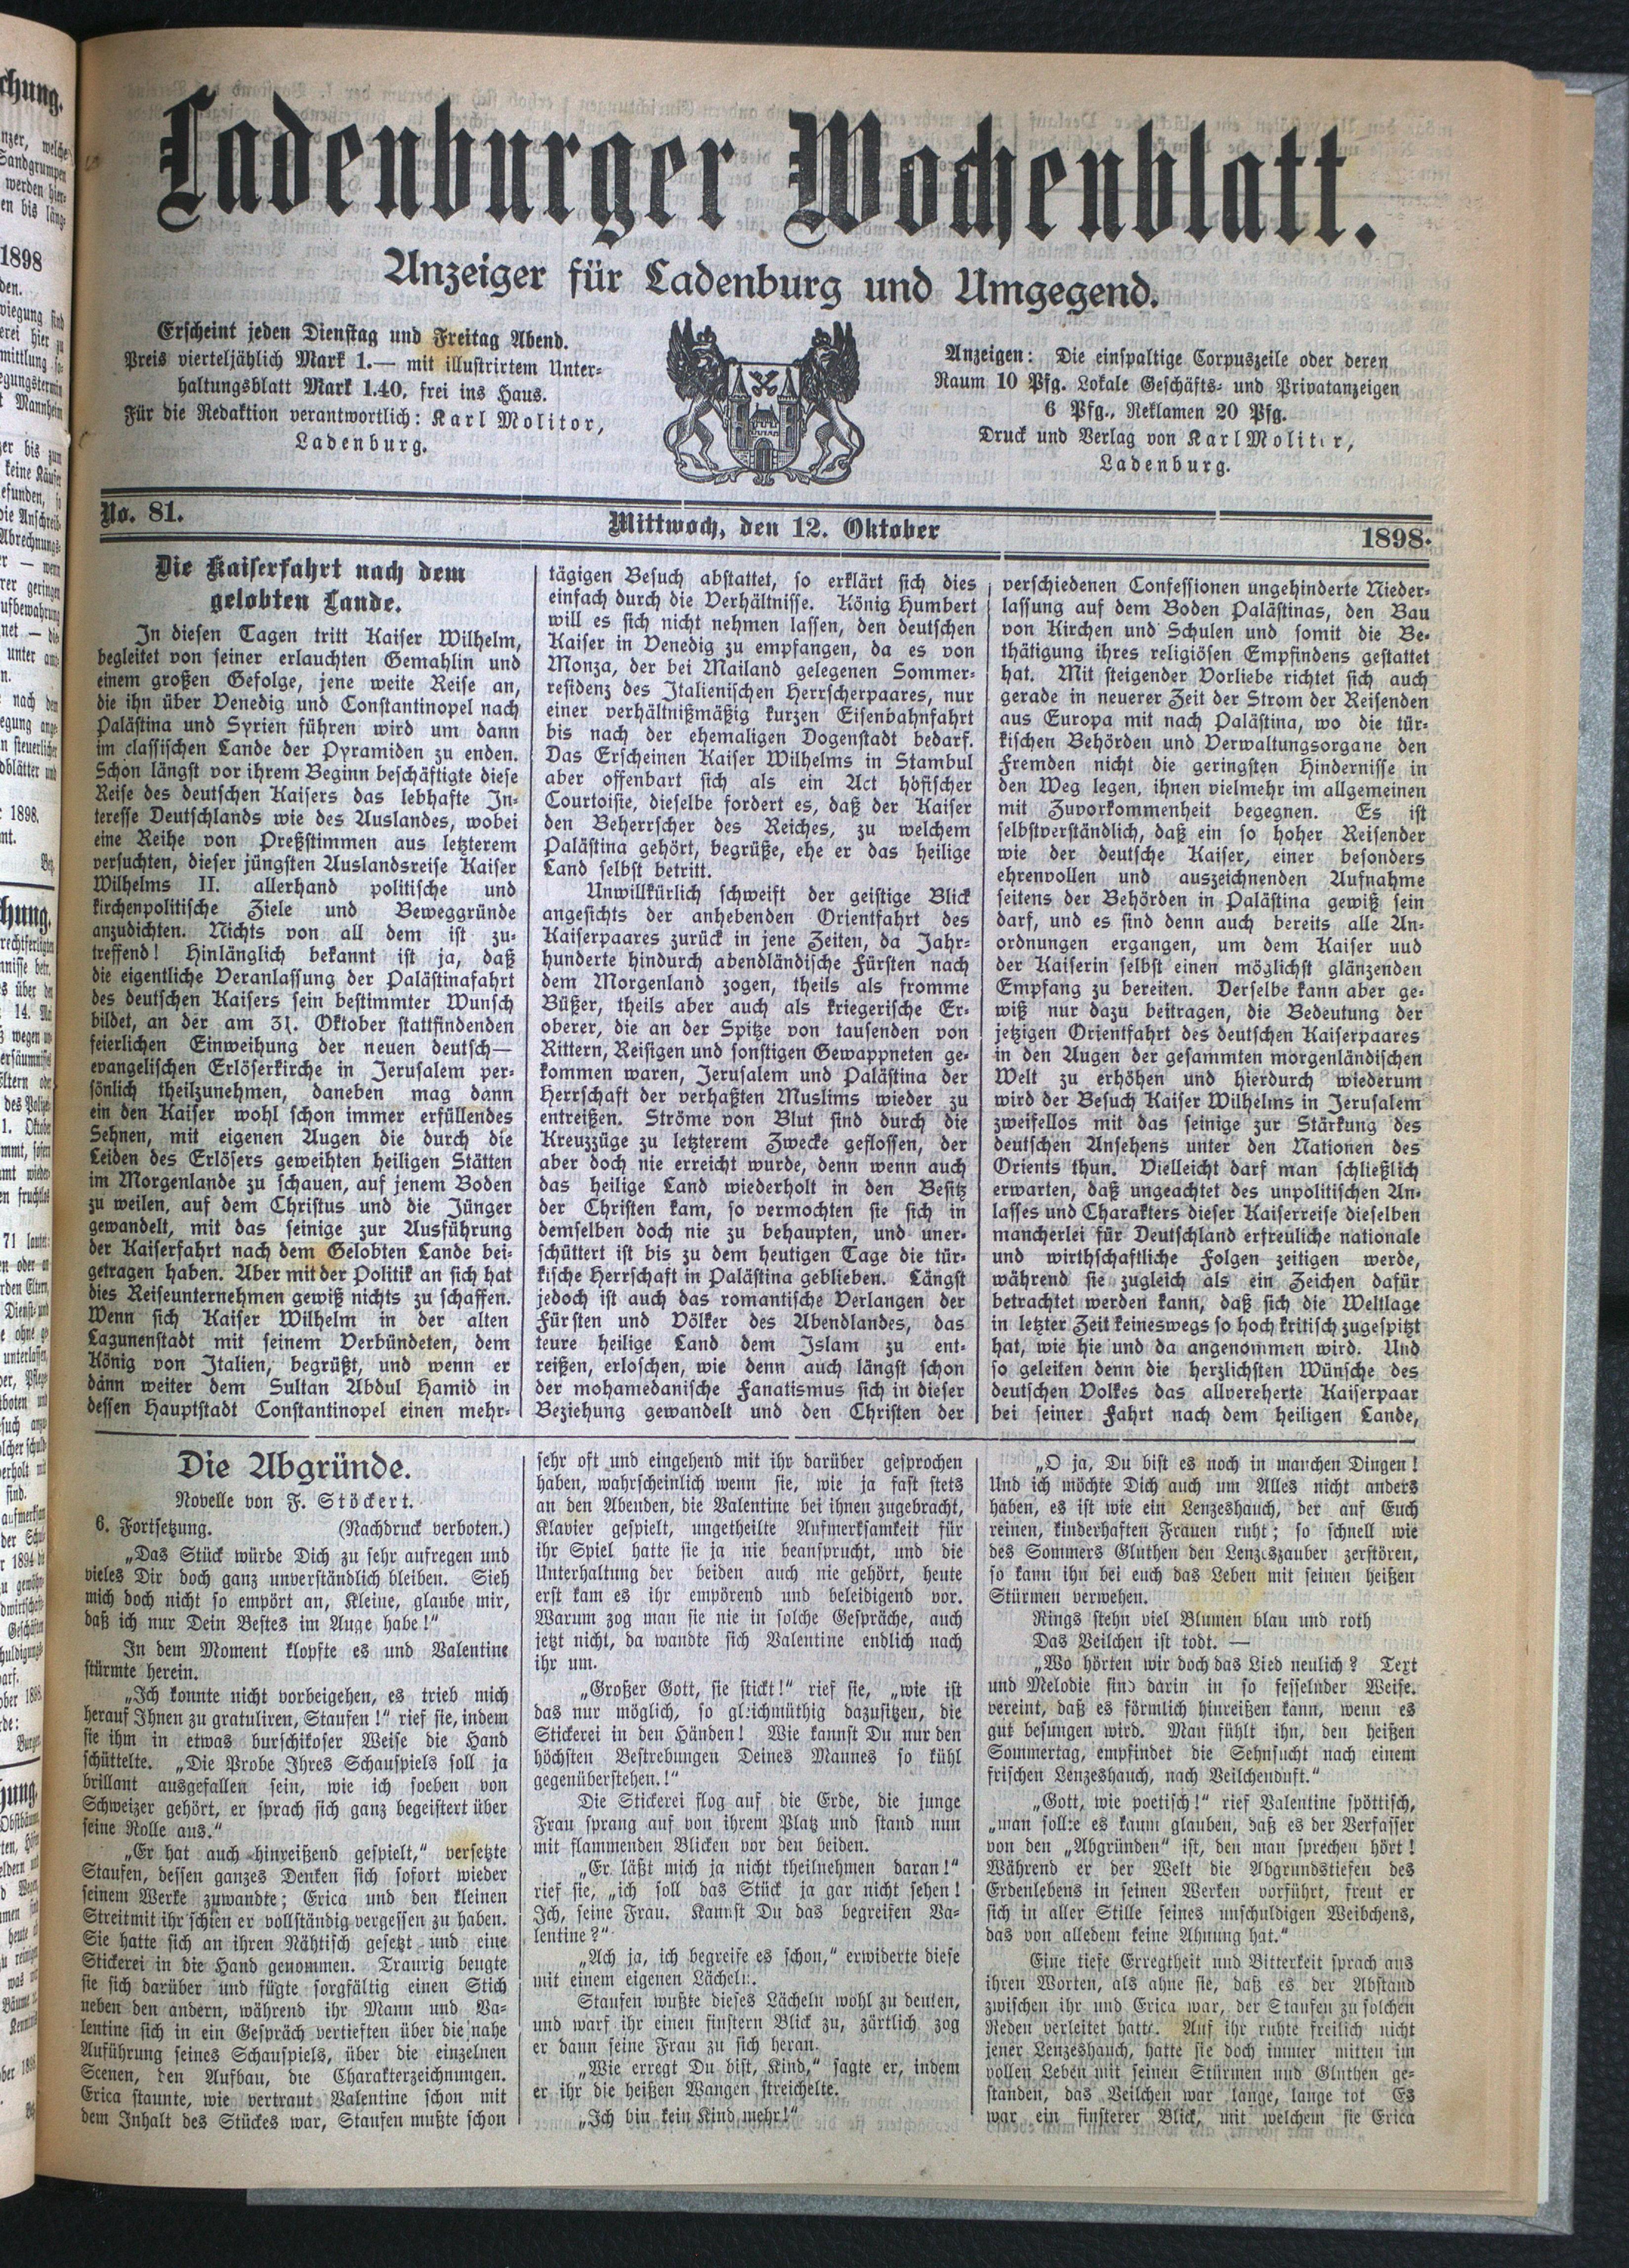 Ladenburger Wochenblatt.
Anzeiger für Ladenburg und Umgegend.
Erscheint jeden Dienstag und Freitag Abend.
Preis vierteljährlich Mark 1.— mit illustrirtem Unter-
haltungsblatt Mark 1.40, frei ins Haus.
Für die Redaktion verantwortlich: Karl Molitor,
Ladenburg.
Anzeigen: Die einspaltige Corpuszeile oder deren
Raum 10 Pfg. Lokale Geschäfts- und Privatanzeigen
6 Pfg., Reklamen 20 Pfg.
Druck und Verlag von Karl Molitor,
Ladenburg.
No. 81.
Mittwoch, den 12. Oktober
1898.
Die Kaiserfahrt nach dem
gelobten Lande.
In diesen Tagen tritt Kaiser Wilhelm,
begleitet von seiner erlauchten Gemahlin und
einem großen Gefolge, jene weite Reise an,
die ihn über Venedig und Constantinopel nach
Palästina und Syrien führen wird um dann
im classischen Lande der Pyramiden zu enden.
Schon längst vor ihrem Beginn beschäftigte diese
Reise des deutschen Kaisers das lebhafte In-
teresse Deutschlands wie des Auslandes, wobei
eine Reihe von Preßstimmen aus letzterem
versuchten, dieser jüngsten Auslandsreise Kaiser
Wilhelms II. allerhand politische und
kirchenpolitische Ziele und Beweggründe
anzudichten. Nichts von all dem ist zu-
treffend! Hinlänglich bekannt ist ja, daß
die eigentliche Veranlassung der Palästinafahrt
des deutschen Kaisers sein bestimmter Wunsch
bildet, an der am 31. Oktober stattfindenden
feierlichen Einweihung der neuen deutsch—
evangelischen Erlöserkirche in Jerusalem per-
sönlich theilzunehmen, daneben mag dann
ein den Kaiser wohl schon immer erfüllendes
Sehnen, mit eigenen Augen die durch die
Leiden des Erlösers geweihten heiligen Stätten
im Morgenlande zu schauen, auf jenem Boden
zu weilen, auf dem Christus und die Jünger
gewandelt, mit das seinige zur Ausführung
der Kaiserfahrt nach dem Gelobten Lande bei-
getragen haben. Aber mit der Politik an sich hat
dies Reiseunternehmen gewiß nichts zu schaffen.
Wenn sich Kaiser Wilhelm in der alten
Lagunenstadt mit seinem Verbündeten, dem
König von Italien, begrüßt, und wenn er
dann weiter dem Sultan Abdul Hamid in
dessen Hauptstadt Constantinopel einen mehr-
tägigen Besuch abstattet, so erklärt sich dies
einfach durch die Verhältnisse. König Humbert
will es sich nicht nehmen lassen, den deutschen
Kaiser in Venedig zu empfangen, da es von
Monza, der bei Mailand gelegenen Sommer-
residenz des Italienischen Herrscherpaares, nur
einer verhältnißmäßig kurzen Eisenbahnfahrt
bis nach der ehemaligen Dogenstadt bedarf.
Das Erscheinen Kaiser Wilhelms in Stambul
aber offenbart sich als ein Act höfischer
Courtoisie, dieselbe fordert es, daß der Kaiser
den Beherrscher des Reiches, zu welchem
Palästina gehört, begrüße, ehe er das heilige
Land selbst betritt.
Unwillkürlich schweift der geistige Blick
angesichts der anhebenden Orientfahrt des
Kaiserpaares zurück in jene Zeiten, da Jahr-
hunderte hindurch abendländische Fürsten nach
dem Morgenland zogen, theils als fromme
Büßer, theils aber auch als kriegerische Er-
oberer, die an der Spitze von tausenden von
Rittern, Reisigen und sonstigen Gewappneten ge-
kommen waren, Jerusalem und Palästina der
Herrschaft der verhaßten Muslims wieder zu
entreißen. Ströme von Blut sind durch die
Kreuzzüge zu letzterem Zwecke geflossen, der
aber doch nie erreicht wurde, denn wenn auch
das heilige Land wiederholt in den Besitz
der Christen kam, so vermochten sie sich in
demselben doch nie zu behaupten, und uner-
schüttert ist bis zu dem heutigen Tage die tür-
kische Herrschaft in Palästina geblieben. Längst
jedoch ist auch das romantische Verlangen der
Fürsten und Völker des Abendlandes, das
teure heilige Land dem Islam zu ent-
reißen, erloschen, wie denn auch längst schon
der mohamedanische Fanatismus sich in dieser
Beziehung gewandelt und den Christen der
verschiedenen Confessionen ungehinderte Nieder-
lassung auf dem Boden Palästinas, den Bau
von Kirchen und Schulen und somit die Be-
thätigung ihres religiösen Empfindens gestattet
hat. Mit steigender Vorliebe richtet sich auch
gerade in neuerer Zeit der Strom der Reisenden
aus Europa mit nach Palästina, wo die tür-
kischen Behörden und Verwaltungsorgane den
Fremden nicht die geringsten Hindernisse in
den Weg legen, ihnen vielmehr im allgemeinen
mit Zuvorkommenheit begegnen. Es ist
selbstverständlich, daß ein so hoher Reisender
wie der deutsche Kaiser, einer besonders
ehrenvollen und auszeichnenden Aufnahme
seitens der Behörden in Palästina gewiß sein
darf, und es sind denn auch bereits alle An-
ordnungen ergangen, um dem Kaiser uud
der Kaiserin selbst einen möglichst glänzenden
Empfang zu bereiten. Derselbe kann aber ge-
wiß nur dazu beitragen, die Bedeutung der
jetzigen Orientfahrt des deutschen Kaiserpaares
in den Augen der gesammten morgenländischen
Welt zu erhöhen und hierdurch wiederum
wird der Besuch Kaiser Wilhelms in Jerusalem
zweifellos mit das seinige zur Stärkung des
deutschen Ansehens unter den Nationen des
Orients thun. Vielleicht darf man schließlich
erwarten, daß ungeachtet des unpolitischen An-
lasses und Charakters dieser Kaiserreise dieselben
mancherlei für Deutschland erfreuliche nationale
und wirthschaftliche Folgen zeitigen werde,
während sie zugleich als ein Zeichen dafür
betrachtet werden kann, daß sich die Weltlage
in letzter Zeit keineswegs so hoch kritisch zugespitzt
hat, wie hie und da angenommen wird. Und
so geleiten denn die herzlichsten Wünsche des
deutschen Volkes das allvereherte Kaiserpaar
bei seiner Fahrt nach dem heiligen Lande,
Die Abgründe.
Novelle von F. Stöckert.
6. Fortsetzung. (Nachdruck verboten.)
„Das Stück würde Dich zu sehr aufregen und
vieles Dir doch ganz unverständlich bleiben. Sieh
mich doch nicht so empört an, Kleine, glaube mir,
daß ich nur Dein Bestes im Auge habe!“
In dem Moment klopfte es und Valentine
stürmte herein.
„Ich konnte nicht vorbeigehen, es trieb mich
herauf Ihnen zu gratuliren, Staufen!“ rief sie, indem
sie ihm in etwas burschikoser Weise die Hand
schüttelte. „Die Probe Ihres Schauspiels soll ja
brillant ausgefallen sein, wie ich soeben von
Schweizer gehört, er sprach sich ganz begeistert über
seine Rolle aus.“
„Er hat auch hinreißend gespielt,“ versetzte
Staufen, dessen ganzes Denken sich sofort wieder
seinem Werke zuwandte; Erica und den kleinen
Streit mit ihr schien er vollständig vergessen zu haben.
Sie hatte sich an ihren Nähtisch gesetzt und eine
Stickerei in die Hand genommen. Traurig beugte
sie sich darüber und fügte sorgfältig einen Stich
neben den andern, während ihr Mann und Va-
lentine sich in ein Gespräch vertieften über die nahe
Auführung seines Schauspiels, über die einzelnen
Scenen, den Aufbau, die Charakterzeichnungen.
Erica staunte, wie vertraut Valentine schon mit
dem Inhalt des Stückes war, Staufen mußte schon
sehr oft und eingehend mit ihr darüber gesprochen
haben, wahrscheinlich wenn sie, wie ja fast stets
an den Abenden, die Valentine bei ihnen zugebracht,
Klavier gespielt, ungetheilte Aufmerksamkeit für
ihr Spiel hatte sie ja nie beansprucht, und die
Unterhaltung der beiden auch nie gehört, heute
erst kam es ihr empörend und beleidigend vor.
Warum zog man sie nie in solche Gespräche, auch
jetzt nicht, da wandte sich Valentine endlich nach
ihr um.
„Großer Gott, sie stickt!“ rief sie, „wie ist
das nur möglich, so gleichmüthig dazusitzen, die
Stickerei in den Händen! Wie kannst Du nur den
höchsten Bestrebungen Deines Mannes so kühl
gegenüberstehen.!“
Die Stickerei flog auf die Erde, die junge
Frau sprang auf von ihrem Platz und stand nun
mit flammenden Blicken vor den beiden.
„Er läßt mich ja nicht theilnehmen daran!“
rief sie, „ich soll das Stück ja gar nicht sehen!
Ich, seine Frau. Kannst Du das begreifen Va-
lentine?“
„Ach ja, ich begreife es schon,“ erwiderte diese
mit einem eigenen Lächeln.
Staufen wußte dieses Lächeln wohl zu deuten,
und warf ihr einen finstern Blick zu, zärtlich zog
er dann seine Frau zu sich heran.
„Wie erregt Du bist, Kind,“ sagte er, indem
er ihr die heißen Wangen streichelte.
„Ich bin kein Kind mehr!“
„O ja, Du bist es noch in manchen Dingen!
Und ich möchte Dich auch um Alles nicht anders
haben, es ist wie ein Lenzeshauch, der auf Euch
reinen, kinderhaften Frauen ruht; so schnell wie
des Sommers Gluthen den Lenzeszauber zerstören,
so kann ihn bei euch das Leben mit seinen heißen
Stürmen verwehen.
Rings stehn viel Blumen blau und roth
Das Veilchen ist todt. —
„Wo hörten wir doch das Lied neulich? Text
und Melodie sind darin in so fesselnder Weise.
vereint, daß es förmlich hinreißen kann, wenn es
gut besungen wird. Man fühlt ihn, den heißen
Sommertag, empfindet die Sehnsucht nach einem
frischen Lenzeshauch, nach Veilchenduft.“
„Gott, wie poetisch!“ rief Valentine spöttisch,
„man sollte es kaum glauben, daß es der Verfasser
von den „Abgründen“ ist, den man sprechen hört!
Während er der Welt die Abgrundstiefen des
Erdenlebens in seinen Werken vorführt, freut er
sich in aller Stille seines unschuldigen Weibchens,
das von alledem keine Ahnung hat.“
Eine tiefe Erregtheit und Bitterkeit sprach aus
ihren Worten, als ahne sie, daß es der Abstand
zwischen ihr und Erica war, der Staufen zu solchen
Reden verleitet hatte. Auf ihr ruhte freilich nicht
jener Lenzeshauch, hatte sie doch immer mitten im
vollen Leben mit seinen Stürmen und Gluthen ge-
standen, das Veilchen war lange, lange tot Es
war ein finsterer Blick, mit welchem sie Erica